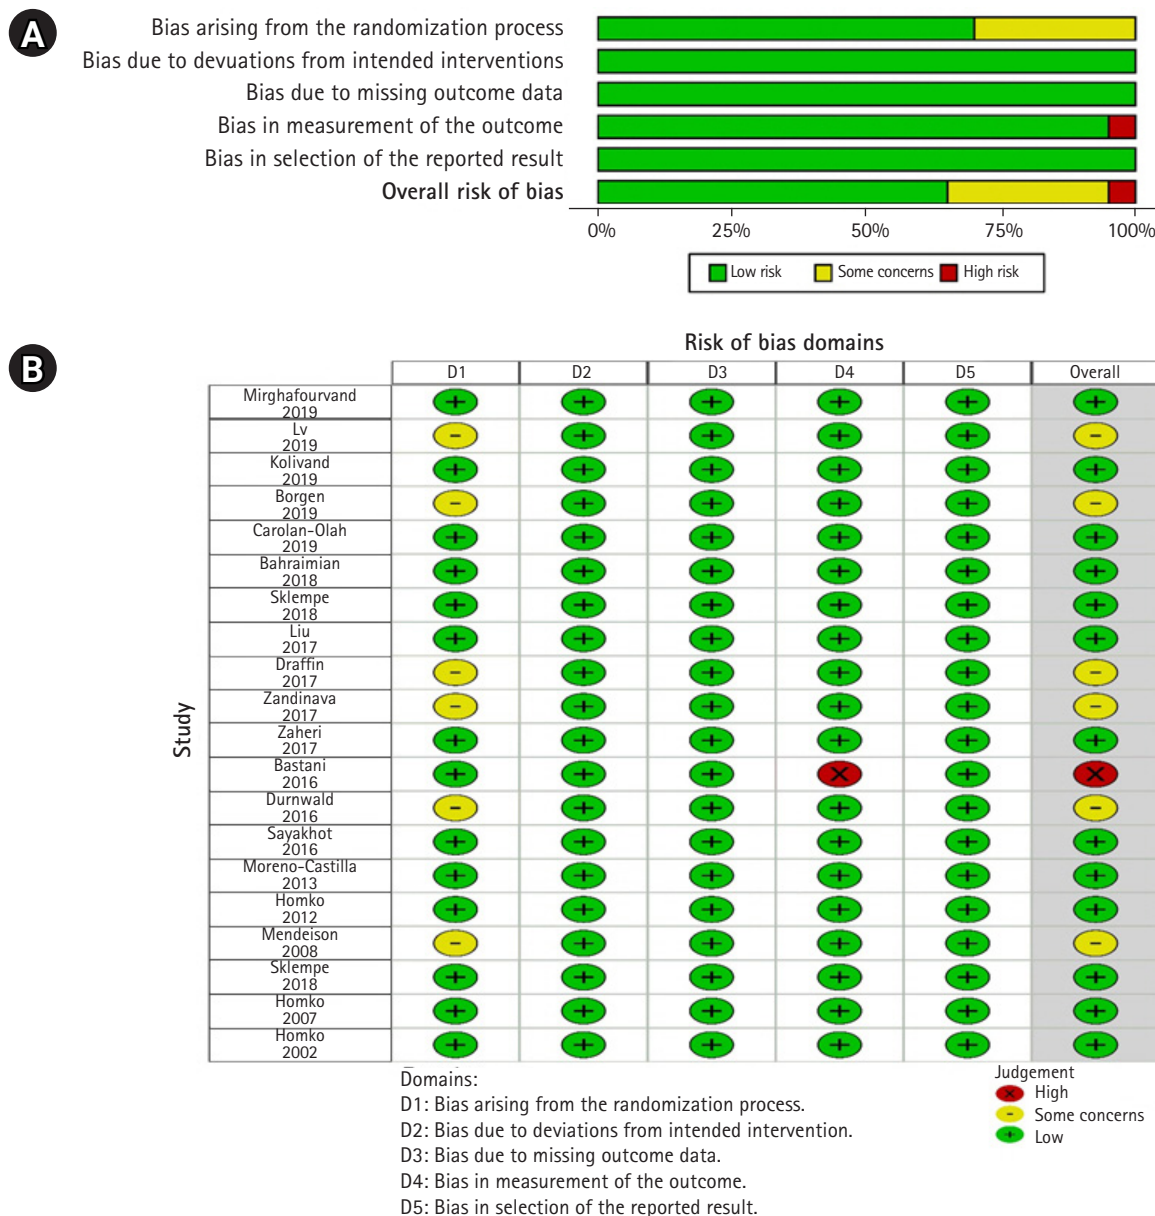 A
Bias arising from the randomization process
Bias due to devuations from intended interventions
Bias due to missing outcome data
Bias in measurement of the outcome
Bias in selection of the reported result
Overall risk of bias
0% 25% 50% 75% 100%
Low risk Some concerns High risk
B
Risk of bias domains
D1 D2 D3 D4 D5 Overall
Study
Mirghafourvand
2019
Lv
2019
Kolivand
2019
Borgen
2019
Carolan-Olah
2019
Bahraimian
2018
Sklempe
2018
Liu
2017
Draffin
2017
Zandinava
2017
Zaheri
2017
Bastani
2016
Durnwald
2016
Sayakhot
2016
Moreno-Castilla
2013
Homko
2012
Mendeison
2008
Sklempe
2018
Homko
2007
Homko
2002
Domains:
D1: Bias arising from the randomization process.
D2: Bias due to deviations from intended intervention.
D3: Bias due to missing outcome data.
D4: Bias in measurement of the outcome.
D5: Bias in selection of the reported result.
Judgement
High
Some concerns
Low